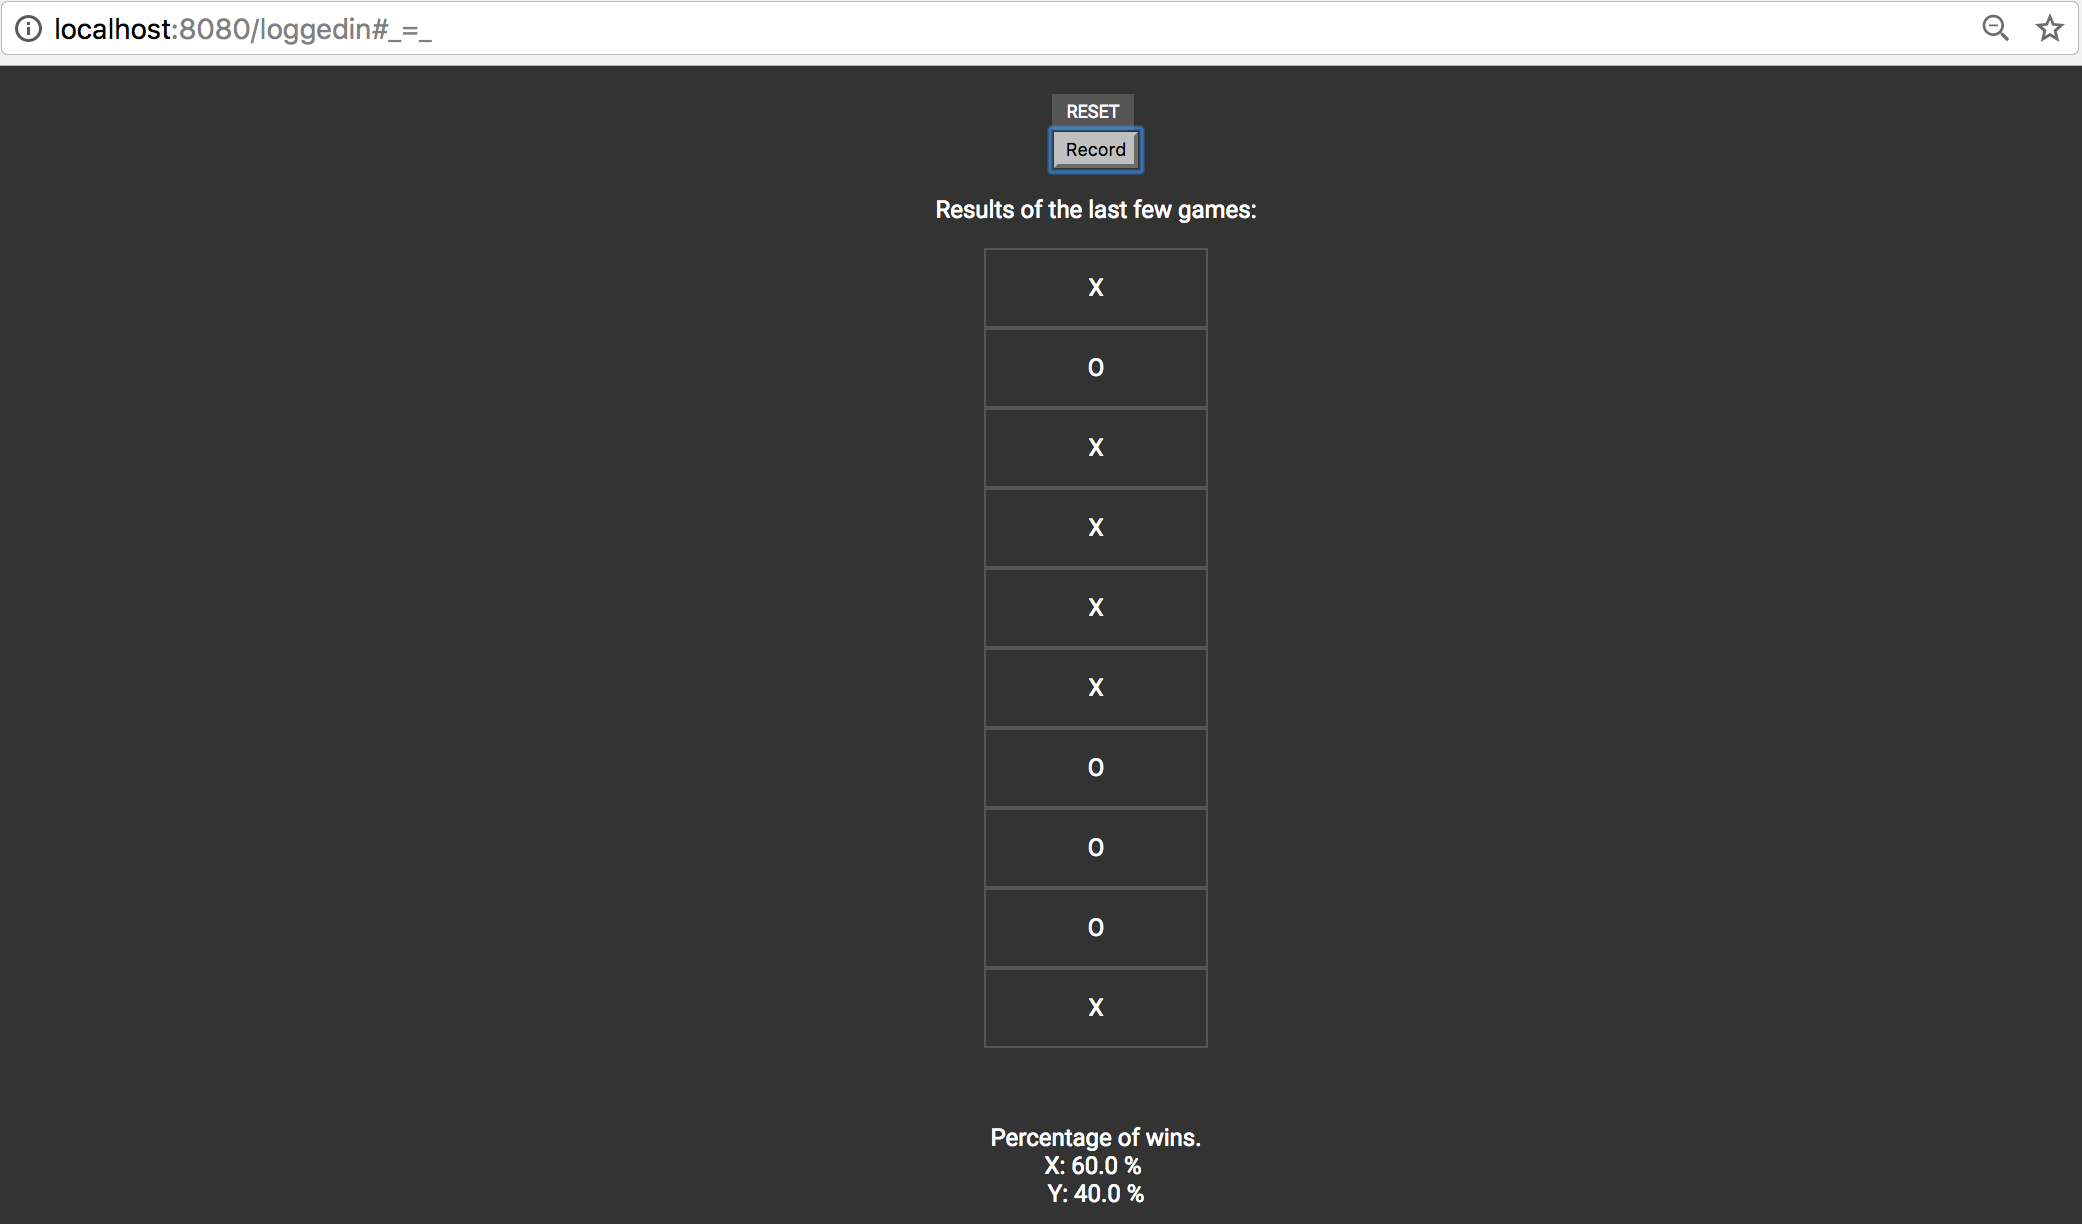 localhost:8080/loggedin#_=_
RESET
Record
Results of the last few games:
X
O
X
X
X
X
O
O
O
X
Percentage of wins.
X: 60.0 %
Y: 40.0 %